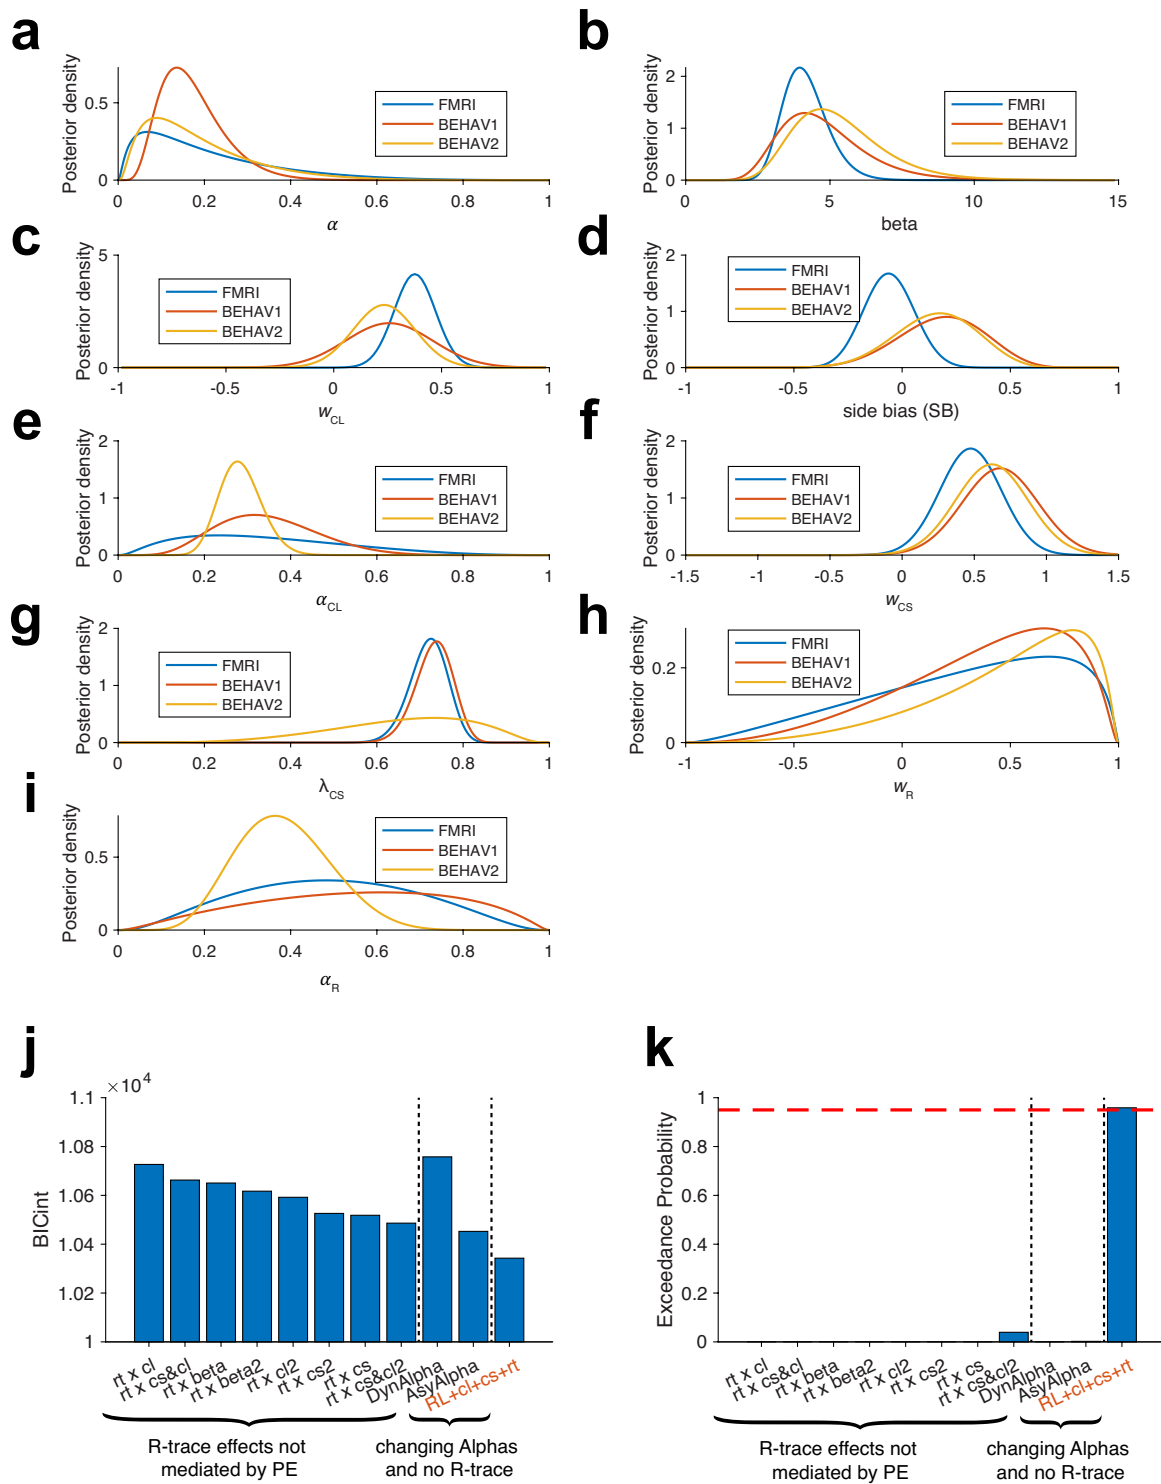 a
Posterior density
0.5
0
0 0.2 0.4 0.6 0.8 1
α
FMRI
BEHAV1
BEHAV2
b
Posterior density
2
1
0
0 5 10 15
beta
FMRI
BEHAV1
BEHAV2
c
Posterior density
5
0
-1 -0.5 0 0.5 1
w_CL
FMRI
BEHAV1
BEHAV2
d
Posterior density
2
1
0
-1 -0.5 0 0.5 1
side bias (SB)
FMRI
BEHAV1
BEHAV2
e
Posterior density
2
1
0
0 0.2 0.4 0.6 0.8 1
α_CL
FMRI
BEHAV1
BEHAV2
f
Posterior density
2
1
0
-1.5 -1 -0.5 0 0.5 1 1.5
w_CS
FMRI
BEHAV1
BEHAV2
g
Posterior density
2
1
0
0 0.2 0.4 0.6 0.8 1
λ_CS
FMRI
BEHAV1
BEHAV2
h
Posterior density
0.2
0
-1 -0.5 0 0.5 1
w_R
FMRI
BEHAV1
BEHAV2
i
Posterior density
0.5
0
0 0.2 0.4 0.6 0.8 1
α_R
FMRI
BEHAV1
BEHAV2
j
×10^4
BICint
1.1
1.08
1.06
1.04
1.02
1
rt x cl
rt x cs&cl
rt x beta
rt x beta2
rt x cl2
rt x cs2
rt x cs
rt x cs&cl2
DynAlpha
AsyAlpha
RL+cl+cs+rt
R-trace effects not
mediated by PE
changing Alphas
and no R-trace
k
Exceedance Probability
1
0.8
0.6
0.4
0.2
0
rt x cl
rt x cs&cl
rt x beta
rt x beta2
rt x cl2
rt x cs2
rt x cs
rt x cs&cl2
DynAlpha
AsyAlpha
RL+cl+cs+rt
R-trace effects not
mediated by PE
changing Alphas
and no R-trace